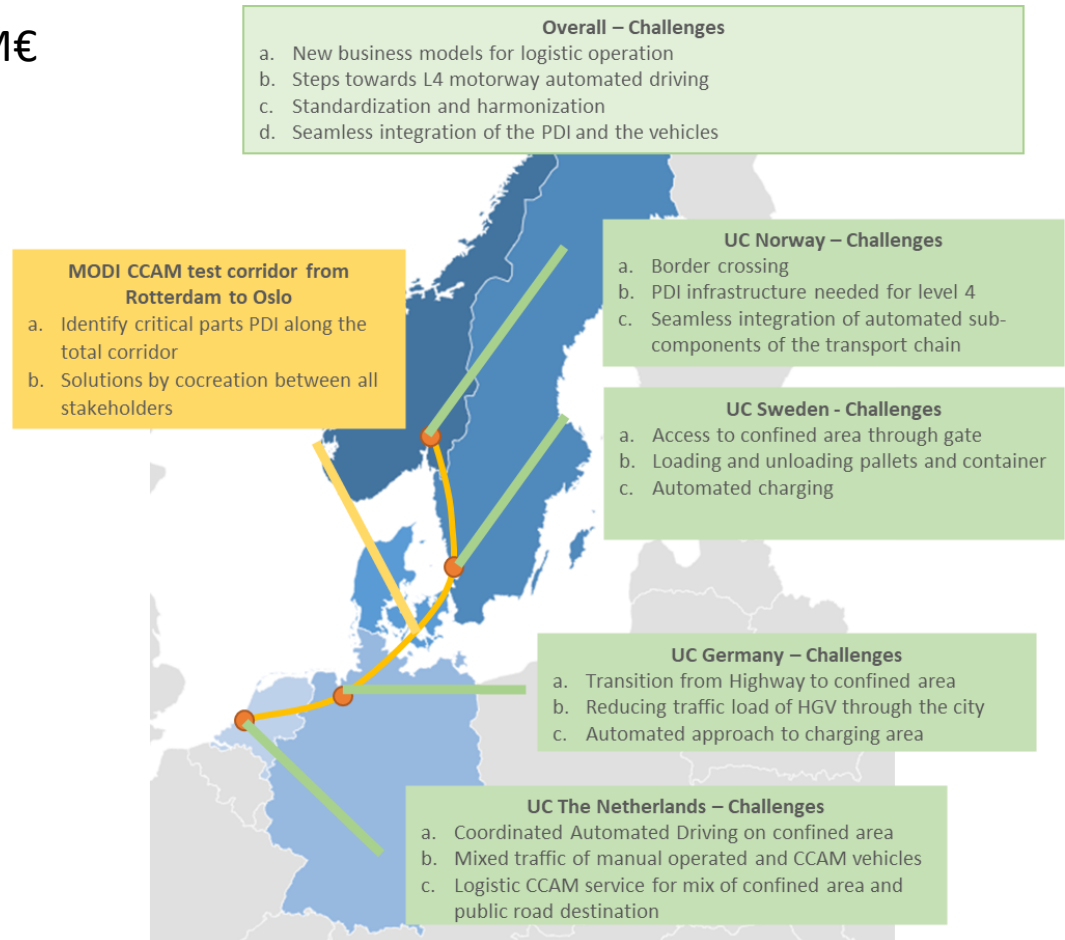 M€
Overall – Challenges
a. New business models for logistic operation
b. Steps towards L4 motorway automated driving
c. Standardization and harmonization
d. Seamless integration of the PDI and the vehicles
MODI CCAM test corridor from
Rotterdam to Oslo
a. Identify critical parts PDI along the
total corridor
b. Solutions by cocreation between all
stakeholders
UC Norway – Challenges
a. Border crossing
b. PDI infrastructure needed for level 4
c. Seamless integration of automated sub-
components of the transport chain
UC Sweden - Challenges
a. Access to confined area through gate
b. Loading and unloading pallets and container
c. Automated charging
UC Germany – Challenges
a. Transition from Highway to confined area
b. Reducing traffic load of HGV through the city
c. Automated approach to charging area
UC The Netherlands – Challenges
a. Coordinated Automated Driving on confined area
b. Mixed traffic of manual operated and CCAM vehicles
c. Logistic CCAM service for mix of confined area and
public road destination